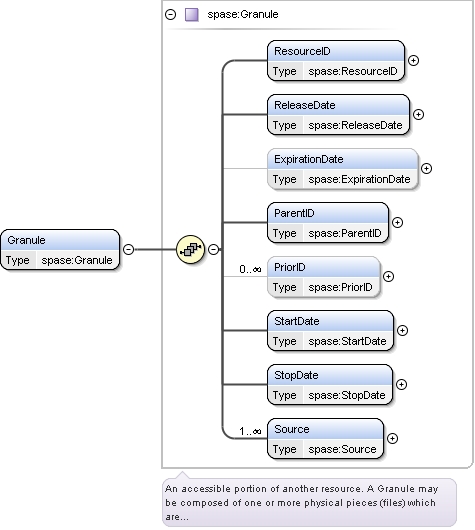 spase:Granule
ResourceID
Type spase:ResourceID
ReleaseDate
Type spase:ReleaseDate
ExpirationDate
Type spase:ExpirationDate
Granule
Type spase:Granule
ParentID
Type spase:ParentID
0..∞
PriorID
Type spase:PriorID
StartDate
Type spase:StartDate
StopDate
Type spase:StopDate
1..∞
Source
Type spase:Source
An accessible portion of another resource. A Granule may
be composed of one or more physical pieces (files) which
are...